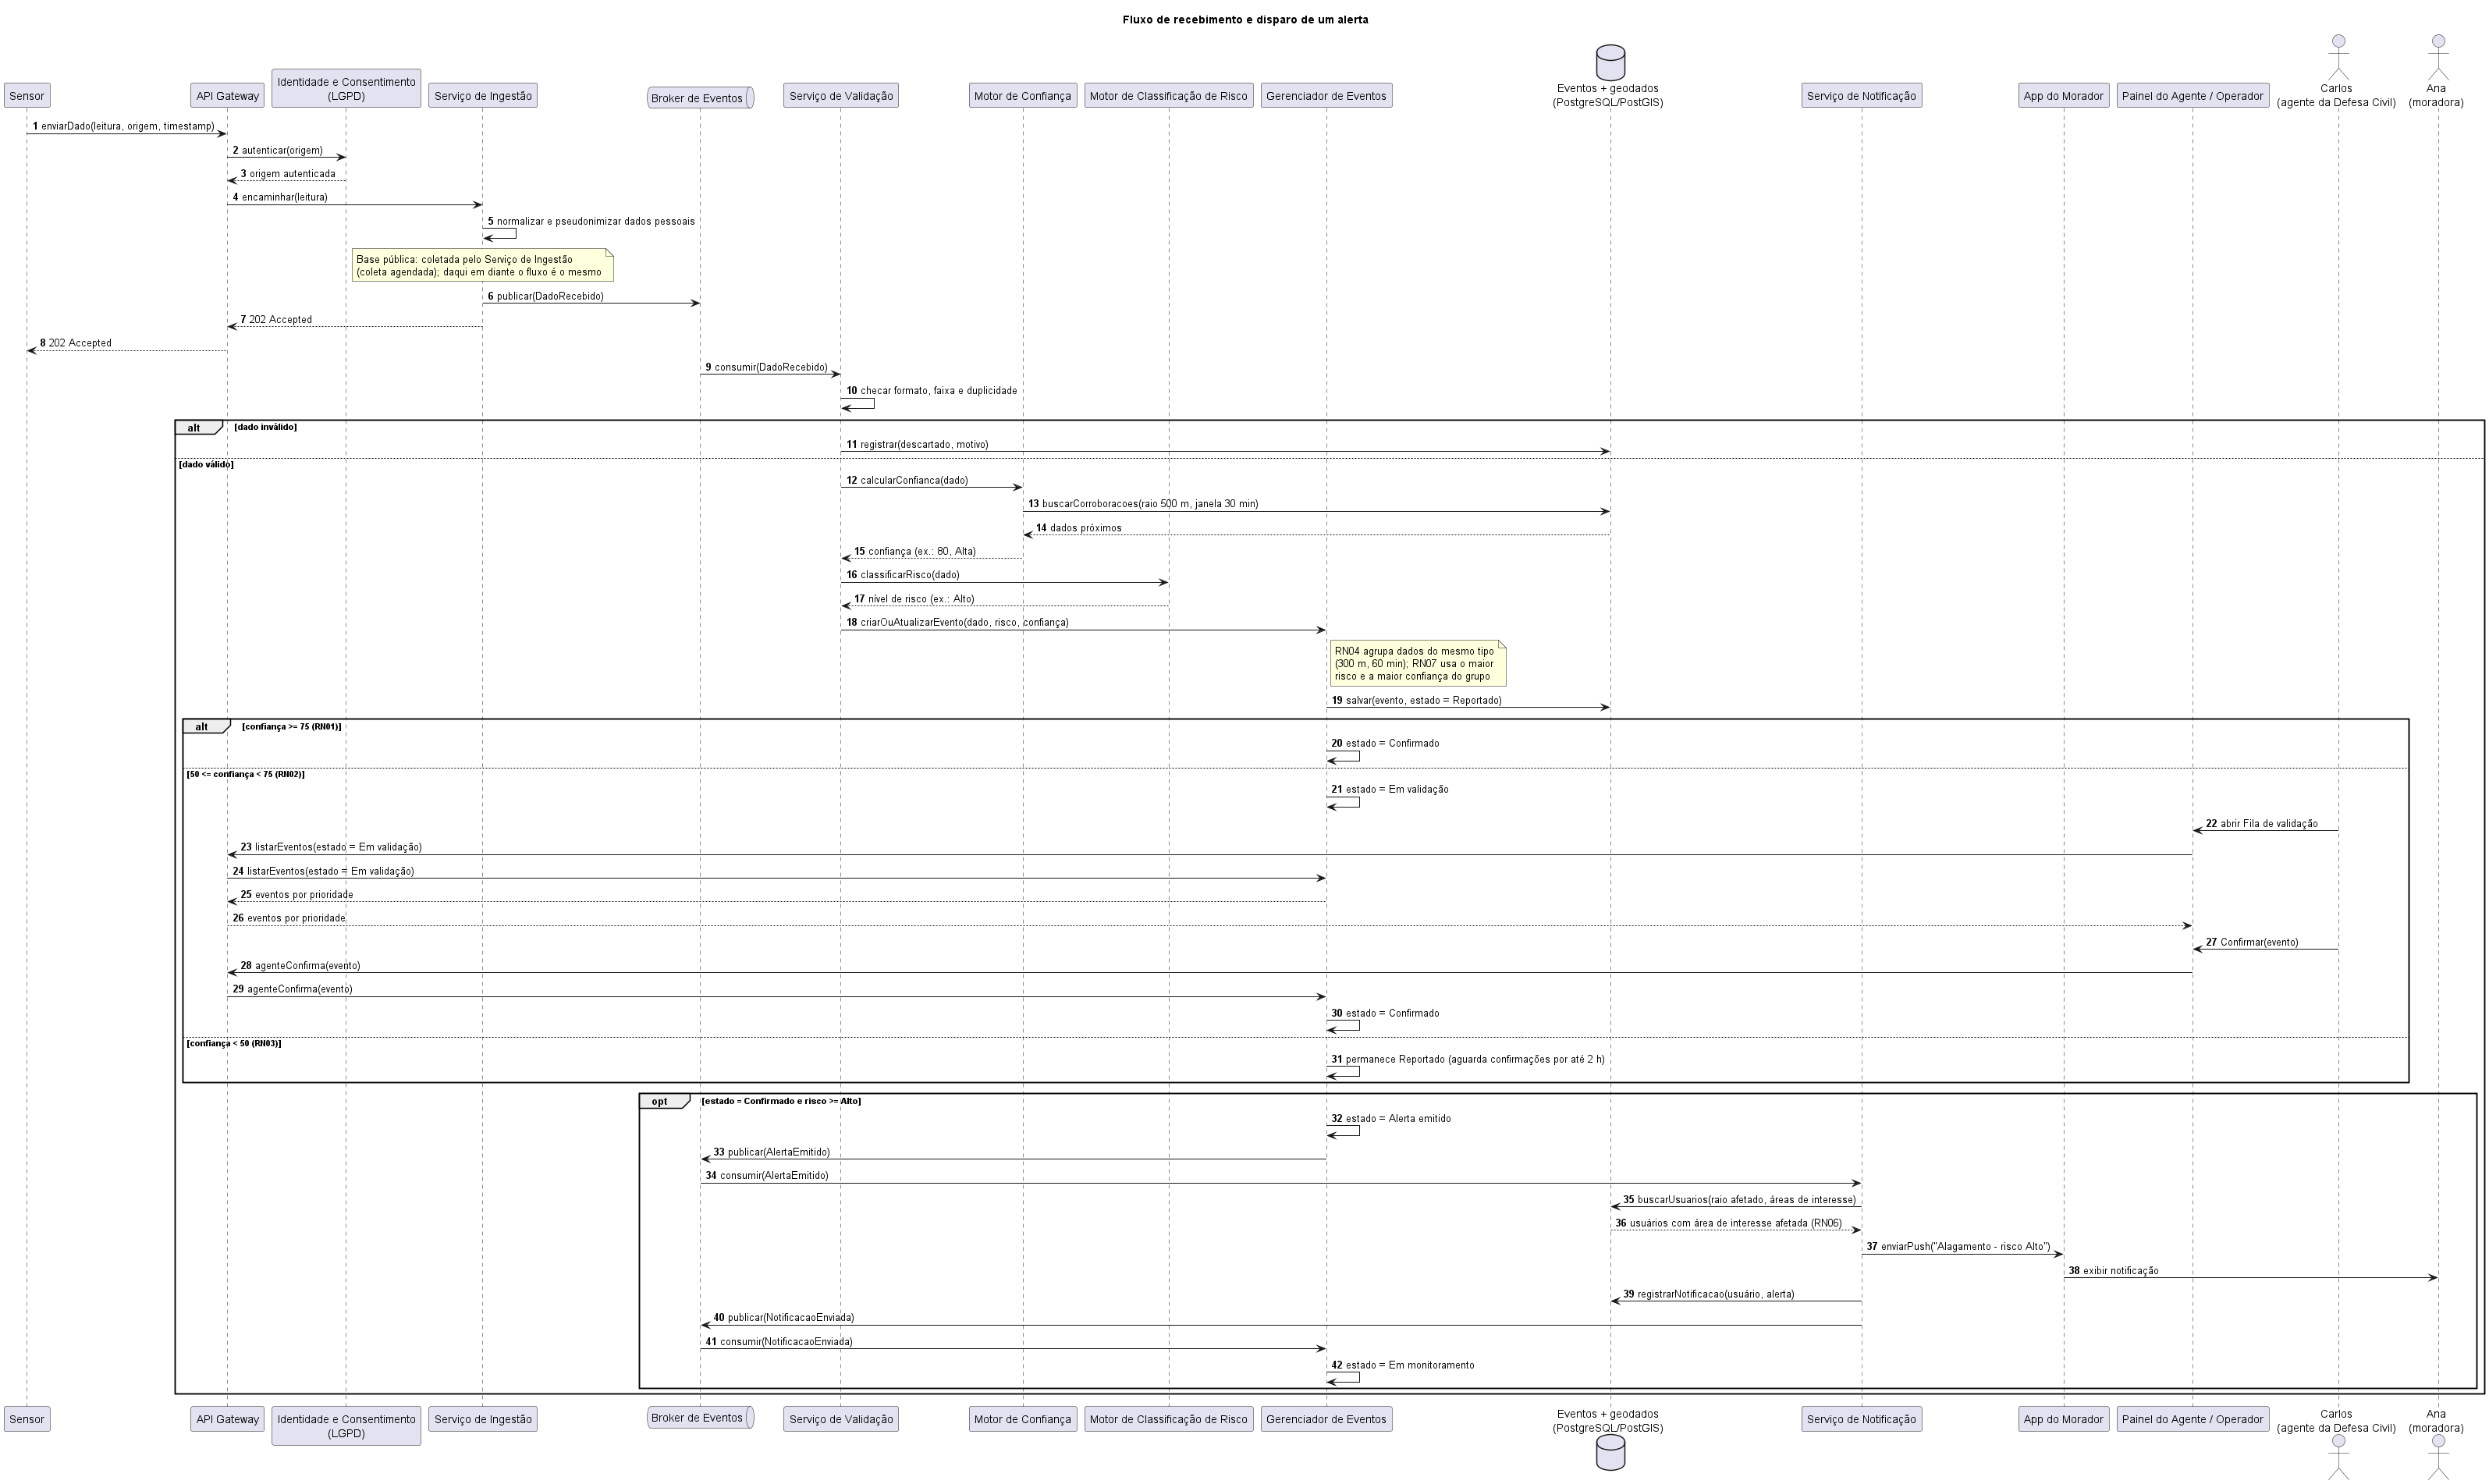 Fluxo de recebimento e disparo de um alerta
Sensor
API Gateway
Identidade e Consentimento
(LGPD)
Serviço de Ingestão
Broker de Eventos
Serviço de Validação
Motor de Confiança
Motor de Classificação de Risco
Gerenciador de Eventos
Eventos + geodados
(PostgreSQL/PostGIS)
Serviço de Notificação
App do Morador
Painel do Agente / Operador
Carlos
(agente da Defesa Civil)
Ana
(moradora)
1 enviarDado(leitura, origem, timestamp)
2 autenticar(origem)
3 origem autenticada
4 encaminhar(leitura)
5 normalizar e pseudonimizar dados pessoais
Base pública: coletada pelo Serviço de Ingestão
(coleta agendada); daqui em diante o fluxo é o mesmo
6 publicar(DadoRecebido)
7 202 Accepted
8 202 Accepted
9 consumir(DadoRecebido)
10 checar formato, faixa e duplicidade
alt [dado inválido]
11 registrar(descartado, motivo)
[dado válido]
12 calcularConfianca(dado)
13 buscarCorroboracoes(raio 500 m, janela 30 min)
14 dados próximos
15 confiança (ex.: 80, Alta)
16 classificarRisco(dado)
17 nível de risco (ex.: Alto)
18 criarOuAtualizarEvento(dado, risco, confiança)
RN04 agrupa dados do mesmo tipo
(300 m, 60 min); RN07 usa o maior
risco e a maior confiança do grupo
19 salvar(evento, estado = Reportado)
alt [confiança >= 75 (RN01)]
20 estado = Confirmado
[50 <= confiança < 75 (RN02)]
21 estado = Em validação
22 abrir Fila de validação
23 listarEventos(estado = Em validação)
24 listarEventos(estado = Em validação)
25 eventos por prioridade
26 eventos por prioridade
27 Confirmar(evento)
28 agenteConfirma(evento)
29 agenteConfirma(evento)
30 estado = Confirmado
[confiança < 50 (RN03)]
31 permanece Reportado (aguarda confirmações por até 2 h)
opt [estado = Confirmado e risco >= Alto]
32 estado = Alerta emitido
33 publicar(AlertaEmitido)
34 consumir(AlertaEmitido)
35 buscarUsuarios(raio afetado, áreas de interesse)
36 usuários com área de interesse afetada (RN06)
37 enviarPush("Alagamento - risco Alto")
38 exibir notificação
39 registrarNotificacao(usuário, alerta)
40 publicar(NotificacaoEnviada)
41 consumir(NotificacaoEnviada)
42 estado = Em monitoramento
Sensor
API Gateway
Identidade e Consentimento
(LGPD)
Serviço de Ingestão
Broker de Eventos
Serviço de Validação
Motor de Confiança
Motor de Classificação de Risco
Gerenciador de Eventos
Eventos + geodados
(PostgreSQL/PostGIS)
Serviço de Notificação
App do Morador
Painel do Agente / Operador
Carlos
(agente da Defesa Civil)
Ana
(moradora)